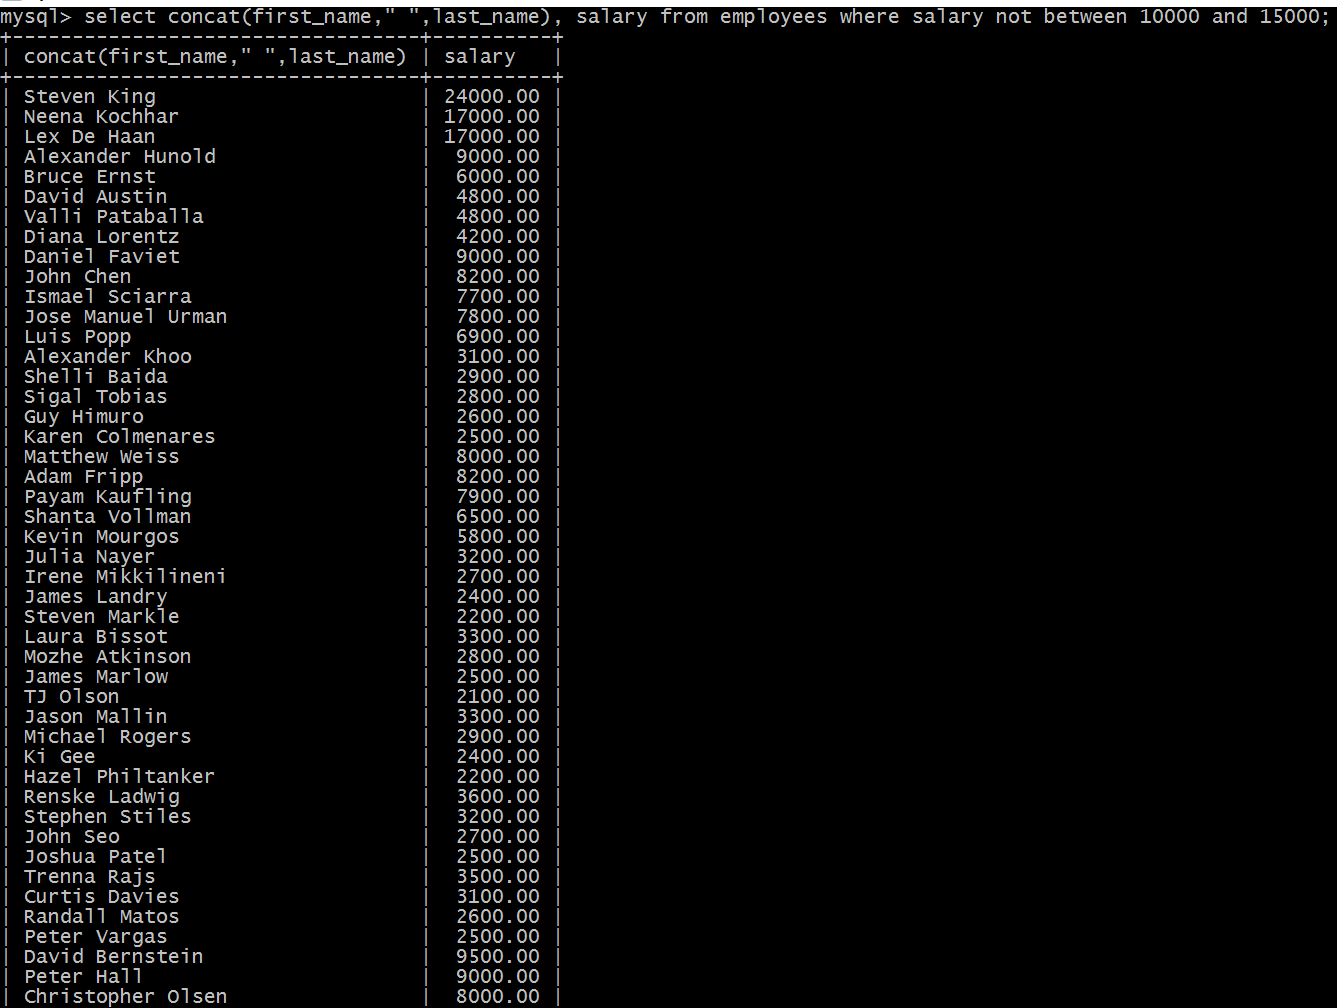 mysql> select concat(first_name," ",last_name), salary from employees where salary not between 10000 and 15000;
+----------------------------------+----------+
| concat(first_name," ",last_name) | salary   |
+----------------------------------+----------+
| Steven King                      | 24000.00 |
| Neena Kochhar                    | 17000.00 |
| Lex De Haan                      | 17000.00 |
| Alexander Hunold                 |  9000.00 |
| Bruce Ernst                      |  6000.00 |
| David Austin                     |  4800.00 |
| Valli Pataballa                  |  4800.00 |
| Diana Lorentz                    |  4200.00 |
| Daniel Faviet                    |  9000.00 |
| John Chen                        |  8200.00 |
| Ismael Sciarra                   |  7700.00 |
| Jose Manuel Urman                |  7800.00 |
| Luis Popp                        |  6900.00 |
| Alexander Khoo                   |  3100.00 |
| Shelli Baida                     |  2900.00 |
| Sigal Tobias                     |  2800.00 |
| Guy Himuro                       |  2600.00 |
| Karen Colmenares                 |  2500.00 |
| Matthew Weiss                    |  8000.00 |
| Adam Fripp                       |  8200.00 |
| Payam Kaufling                   |  7900.00 |
| Shanta Vollman                   |  6500.00 |
| Kevin Mourgos                    |  5800.00 |
| Julia Nayer                      |  3200.00 |
| Irene Mikkilineni                |  2700.00 |
| James Landry                     |  2400.00 |
| Steven Markle                    |  2200.00 |
| Laura Bissot                     |  3300.00 |
| Mozhe Atkinson                   |  2800.00 |
| James Marlow                     |  2500.00 |
| TJ Olson                         |  2100.00 |
| Jason Mallin                     |  3300.00 |
| Michael Rogers                   |  2900.00 |
| Ki Gee                           |  2400.00 |
| Hazel Philtanker                 |  2200.00 |
| Renske Ladwig                    |  3600.00 |
| Stephen Stiles                   |  3200.00 |
| John Seo                         |  2700.00 |
| Joshua Patel                     |  2500.00 |
| Trenna Rajs                      |  3500.00 |
| Curtis Davies                    |  3100.00 |
| Randall Matos                    |  2600.00 |
| Peter Vargas                     |  2500.00 |
| David Bernstein                  |  9500.00 |
| Peter Hall                       |  9000.00 |
| Christopher Olsen                |  8000.00 |